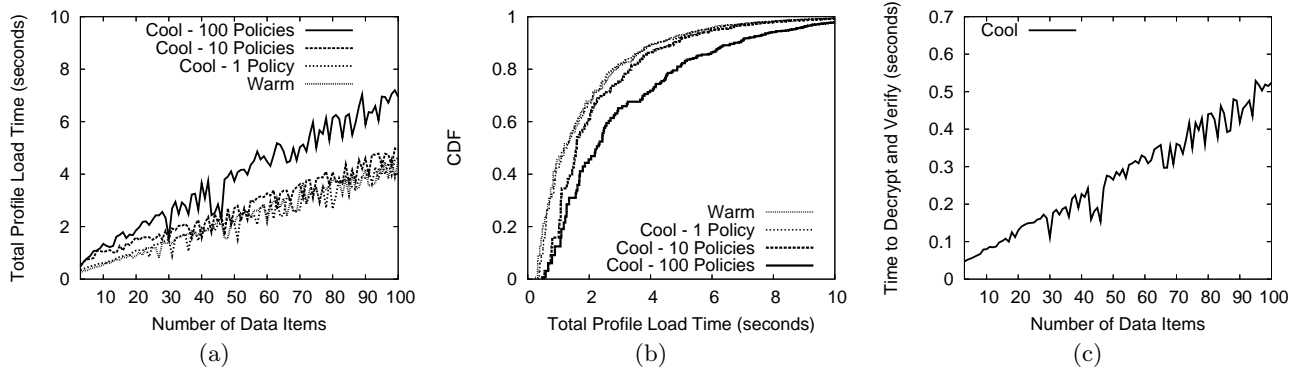 Total Profile Load Time (seconds)
10
8
6
4
2
0
Cool - 100 Policies
Cool - 10 Policies
Cool - 1 Policy
Warm
10 20 30 40 50 60 70 80 90 100
Number of Data Items
(a)
CDF
1
0.8
0.6
0.4
0.2
0
Warm
Cool - 1 Policy
Cool - 10 Policies
Cool - 100 Policies
0 2 4 6 8 10
Total Profile Load Time (seconds)
(b)
Time to Decrypt and Verify (seconds)
0.7
0.6
0.5
0.4
0.3
0.2
0.1
0
Cool
10 20 30 40 50 60 70 80 90 100
Number of Data Items
(c)